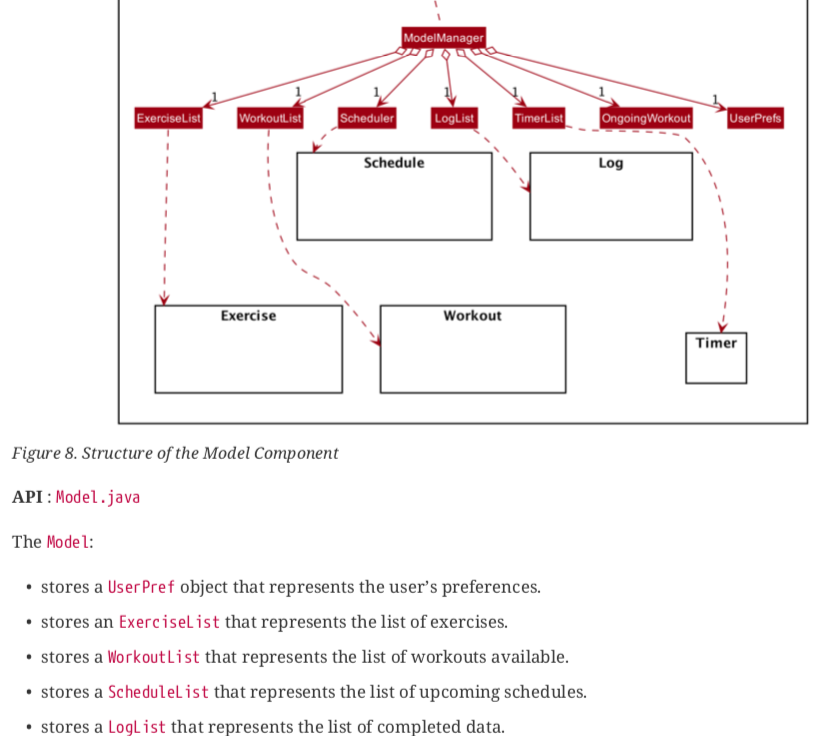 ModelManager
1 1 1 1 1 1 1
ExerciseList WorkoutList Scheduler LogList TimerList OngoingWorkout UserPrefs
Schedule Log
Exercise Workout
Timer
Figure 8. Structure of the Model Component
API : Model.java
The Model:
• stores a UserPref object that represents the user’s preferences.
• stores an ExerciseList that represents the list of exercises.
• stores a WorkoutList that represents the list of workouts available.
• stores a ScheduleList that represents the list of upcoming schedules.
• stores a LogList that represents the list of completed data.